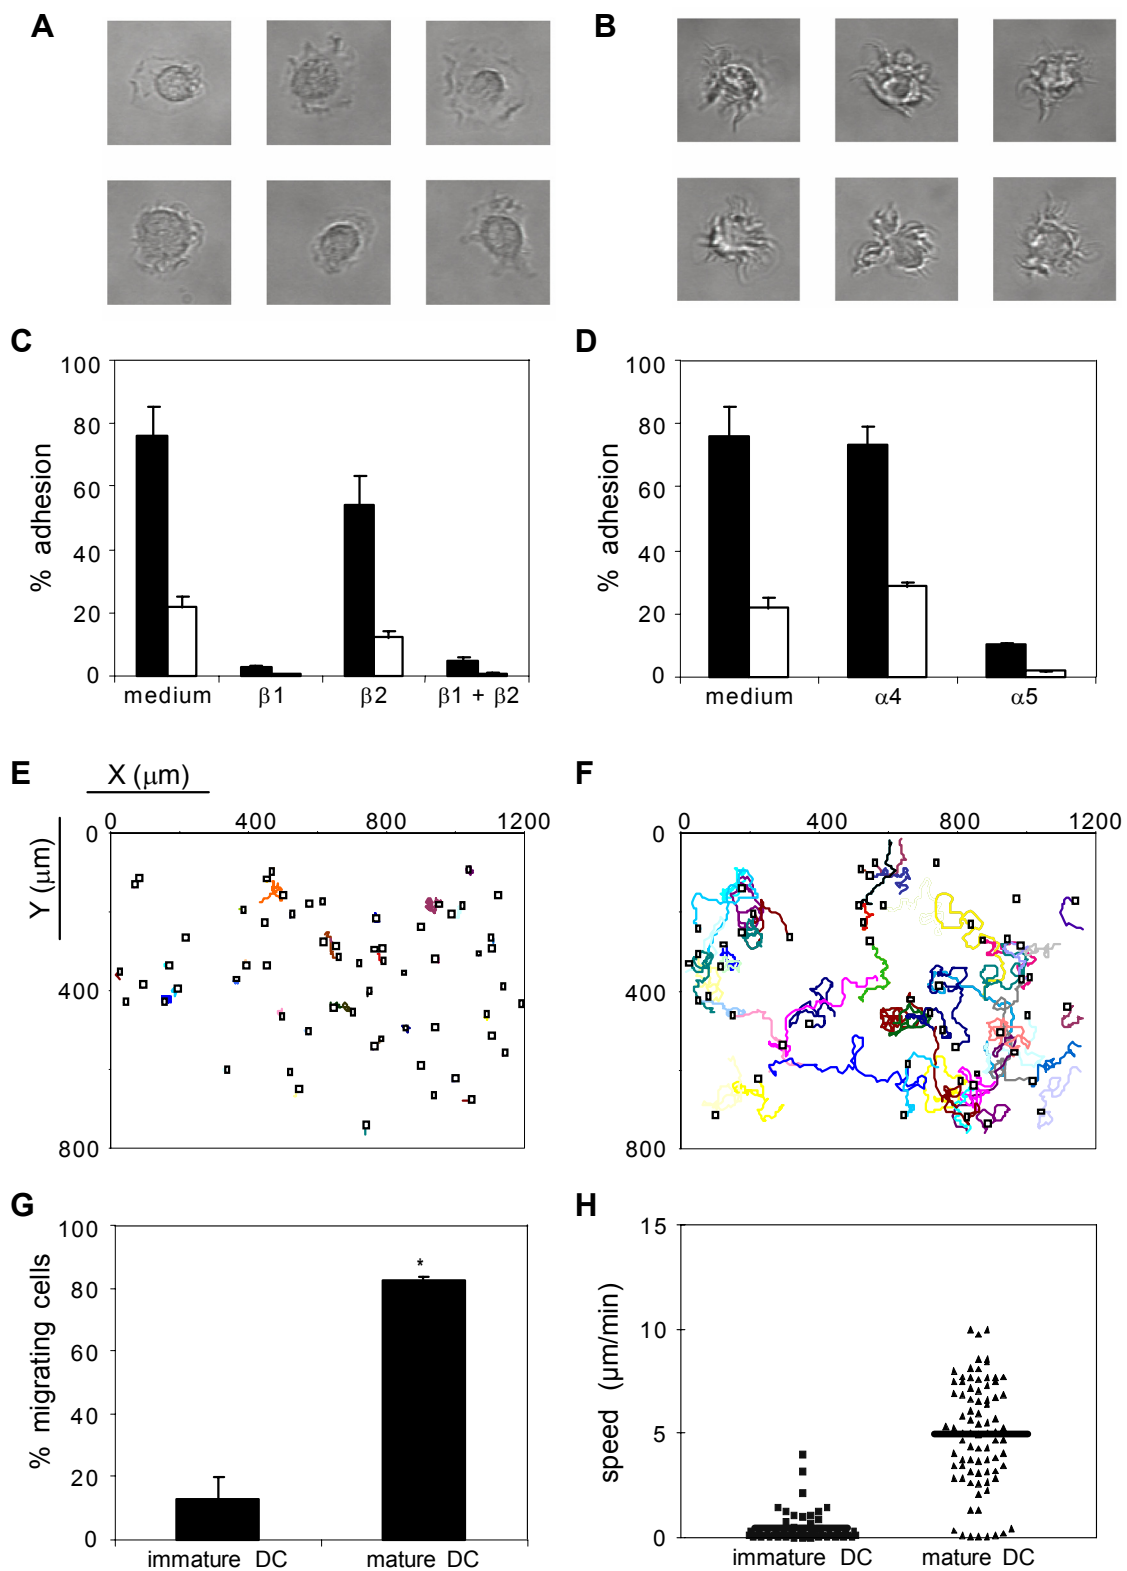 A
B
C
100
80
60
40
20
0
% adhesion
medium β1 β2 β1 + β2
D
100
80
60
40
20
0
% adhesion
medium α4 α5
E
X (μm)
0 400 800 1200
Y (μm)
0
400
800
F
0 400 800 1200
0
400
800
G
100
80
60
40
20
0
% migrating cells
*
immature DC mature DC
H
15
10
5
0
speed (μm/min)
immature DC mature DC